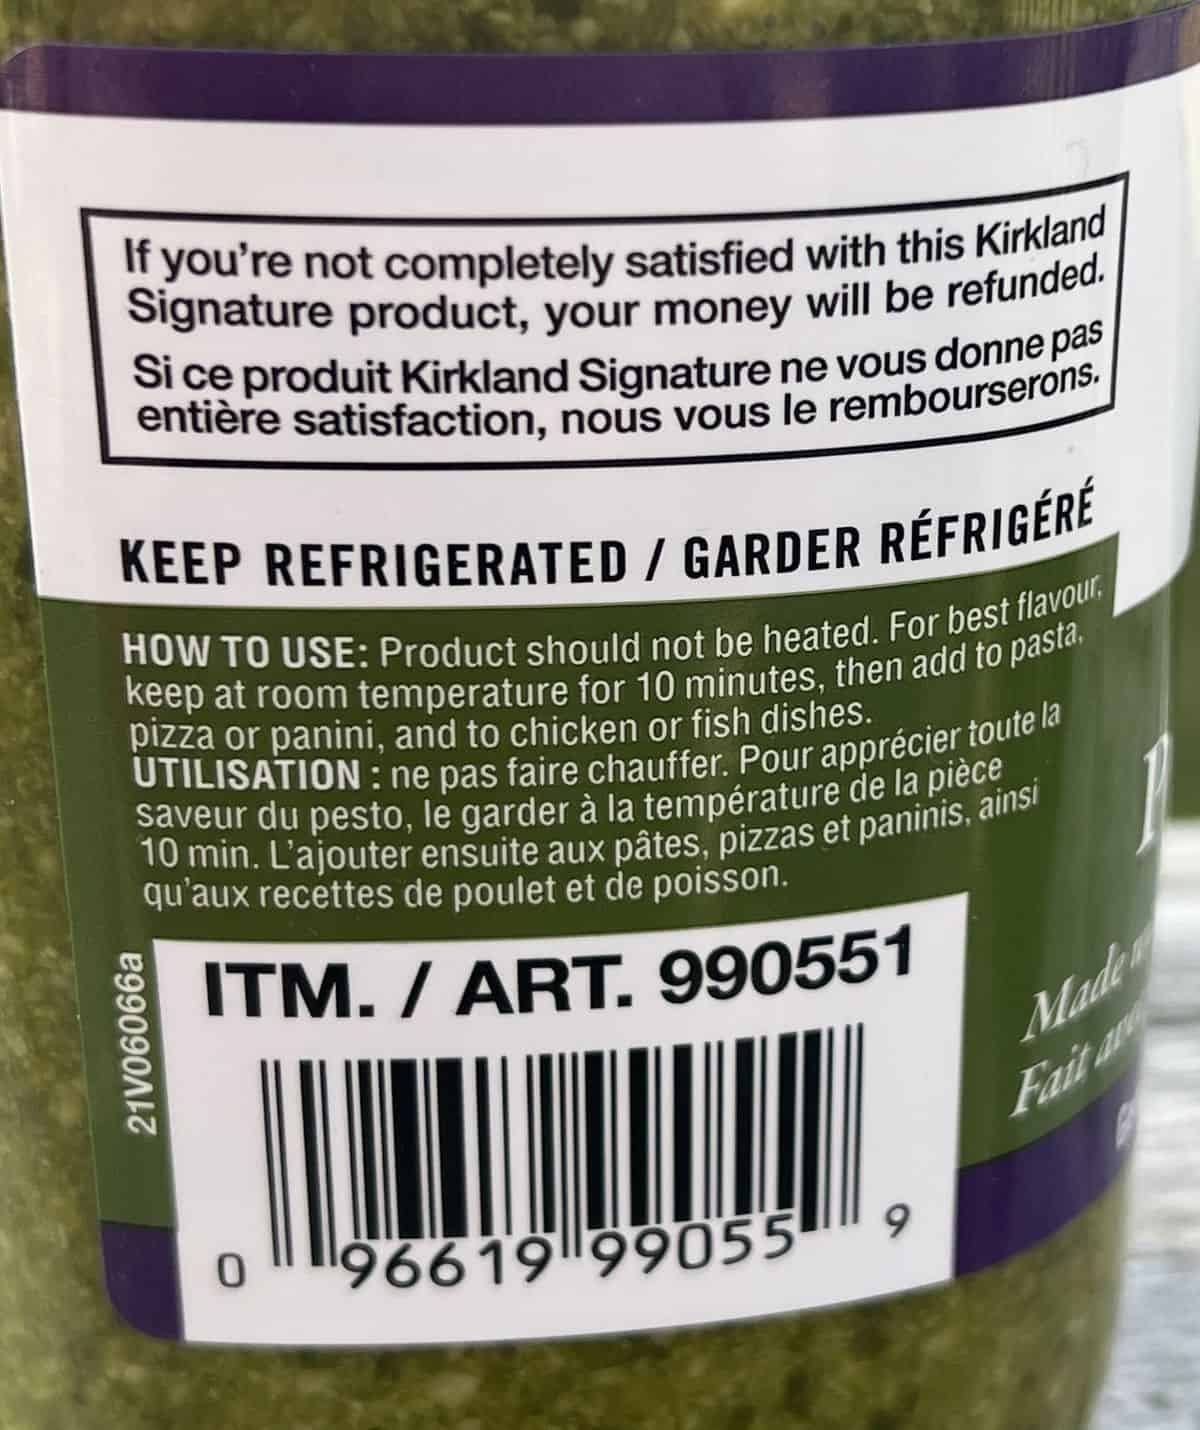 If you're not completely satisfied with this Kirkland
Signature product, your money will be refunded.
Si ce produit Kirkland Signature ne vous donne pas
entière satisfaction, nous vous le rembourserons.
KEEP REFRIGERATED / GARDER RÉFRIGÉRÉ
HOW TO USE: Product should not be heated. For best flavour,
keep at room temperature for 10 minutes, then add to pasta,
pizza or panini, and to chicken or fish dishes.
UTILISATION : ne pas faire chauffer. Pour apprécier toute la
saveur du pesto, le garder à la température de la pièce
10 min. L'ajouter ensuite aux pâtes, pizzas et paninis, ainsi
qu'aux recettes de poulet et de poisson.
21V06066a
ITM. / ART. 990551
0 96619 99055 9
Made
Fait